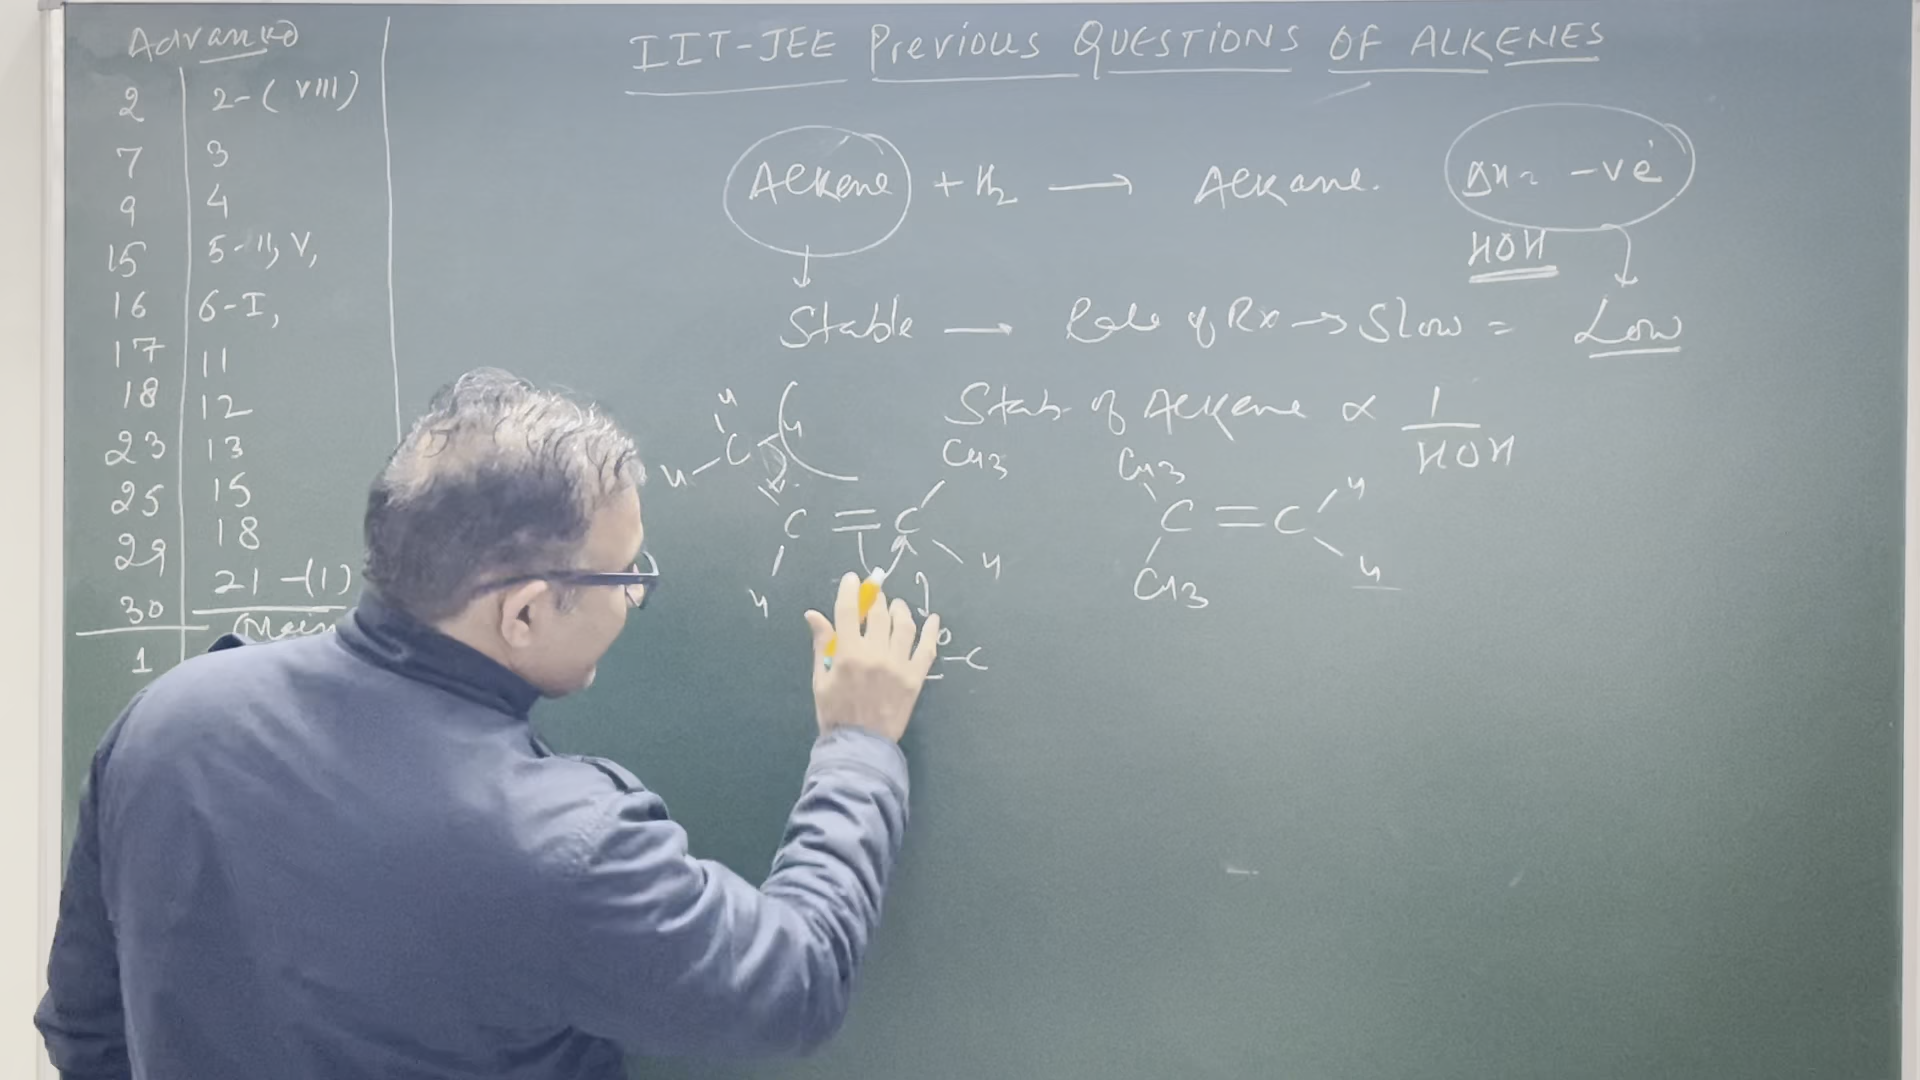 Advanced
IIT-JEE Previous QUESTIONS OF ALKENES
2 2-(VIII)
7 3
9 4
15 5-II, V,
16 6-I,
17 11
18 12
23 13
25 15
29 18
30 21-(1)
(Main
1
Alkene + H2 → Alkane. ΔH = -ve
HOH
Stable → Rate of Rx → Slow = Low
Stab. of Alkene ∝ 1/HOH
H
H C H CH3 CH3
C = C C = C H
H H CH3 H
-C